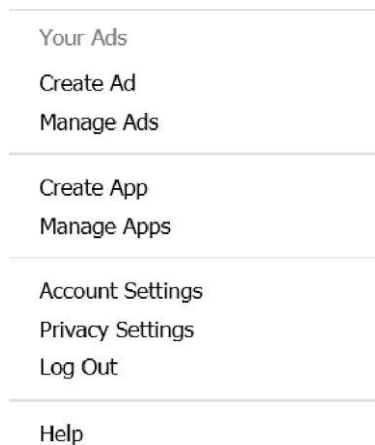 Your Ads
Create Ad
Manage Ads
Create App
Manage Apps
Account Settings
Privacy Settings
Log Out
Help